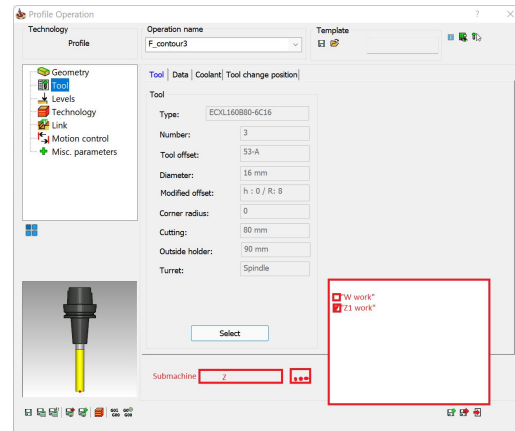 Profile Operation
? ×
Technology
Profile
Operation name
F_contour3
Template
Geometry
Tool
Levels
Technology
Link
Motion control
Misc. parameters
Tool Data Coolant Tool change position
Tool
Type: ECXL160B80-6C16
Number: 3
Tool offset: 53-A
Diameter: 16 mm
Modified offset: h : 0 / R: 8
Corner radius: 0
Cutting: 80 mm
Outside holder: 90 mm
Turret: Spindle
Select
"W work"
"Z1 work"
Submachine Z ...